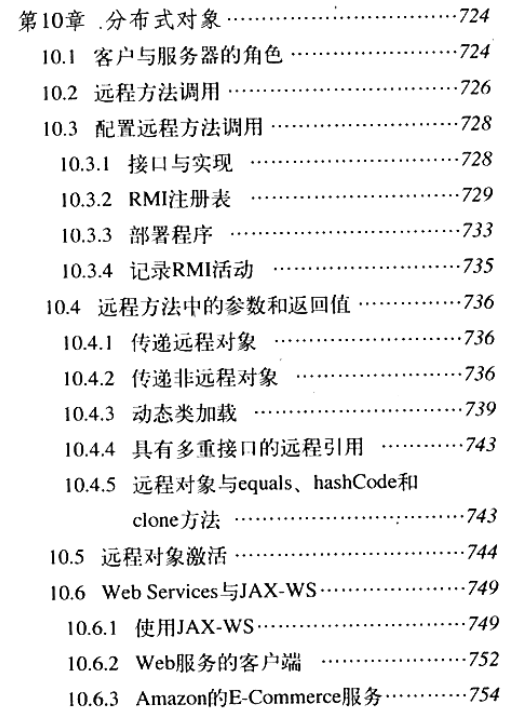 第10章 .分布式对象……………………724
10.1 客户与服务器的角色………………724
10.2 远程方法调用………………………726
10.3 配置远程方法调用…………………728
10.3.1 接口与实现 ……………………728
10.3.2 RMI注册表 ……………………729
10.3.3 部署程序 ………………………733
10.3.4 记录RMI活动 …………………735
10.4 远程方法中的参数和返回值…………736
10.4.1 传递远程对象 …………………736
10.4.2 传递非远程对象 ………………736
10.4.3 动态类加载 ……………………739
10.4.4 具有多重接口的远程引用 ………743
10.4.5 远程对象与equals、hashCode和
clone方法 ……………………743
10.5 远程对象激活………………………744
10.6 Web Services与JAX-WS……………749
10.6.1 使用JAX-WS……………………749
10.6.2 Web服务的客户端 ………………752
10.6.3 Amazon的E-Commerce服务………754